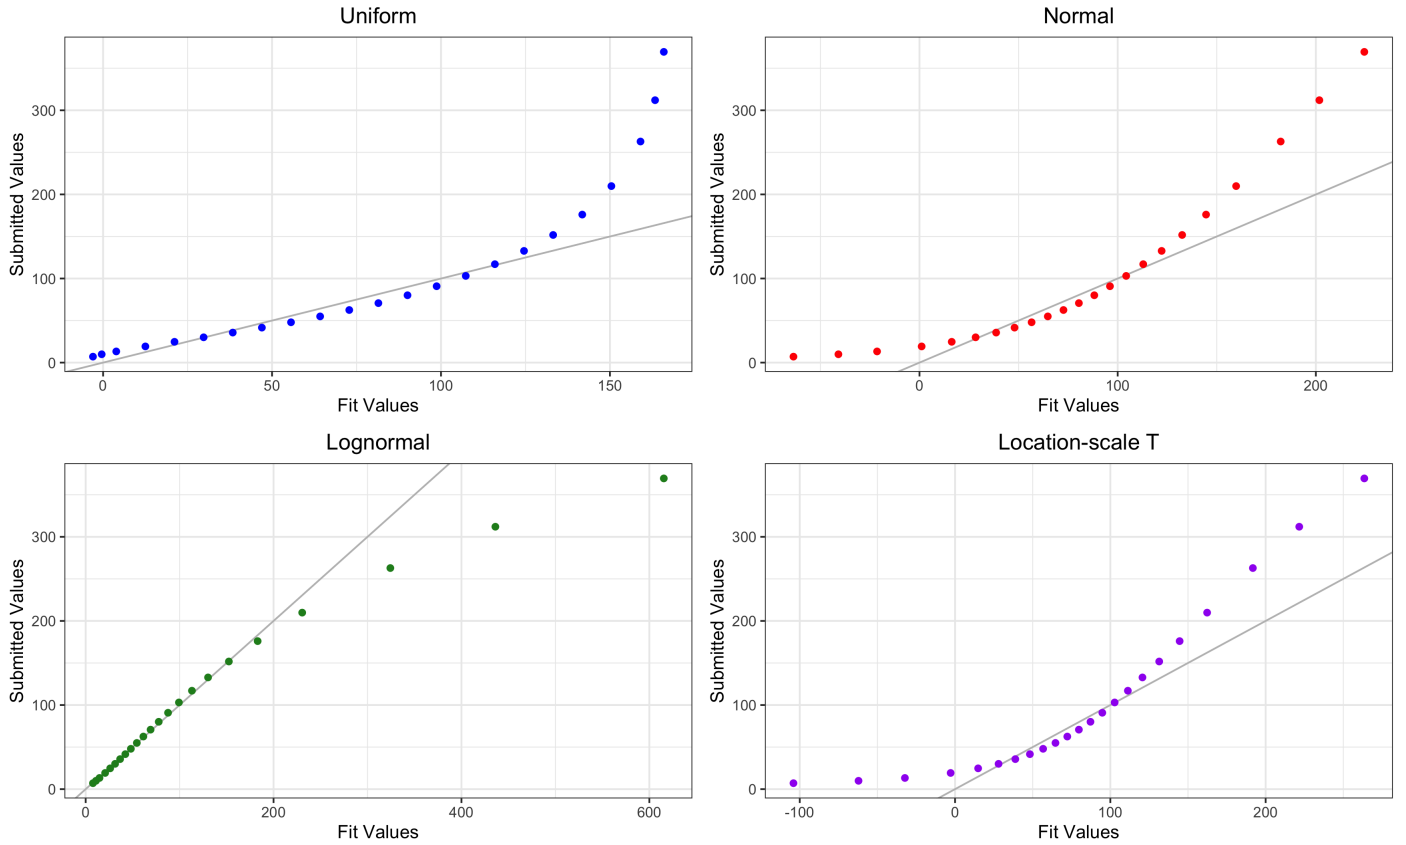 Uniform
Submitted Values
300
200
100
0
0 50 100 150
Fit Values
Normal
Submitted Values
300
200
100
0
0 100 200
Fit Values
Lognormal
Submitted Values
300
200
100
0
0 200 400 600
Fit Values
Location-scale T
Submitted Values
300
200
100
0
-100 0 100 200
Fit Values